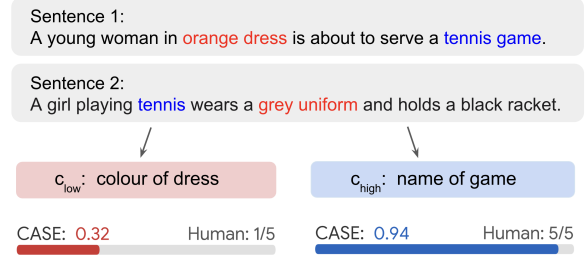 Sentence 1:
A young woman in orange dress is about to serve a tennis game.
Sentence 2:
A girl playing tennis wears a grey uniform and holds a black racket.
c_low: colour of dress
c_high: name of game
CASE: 0.32 Human: 1/5
CASE: 0.94 Human: 5/5